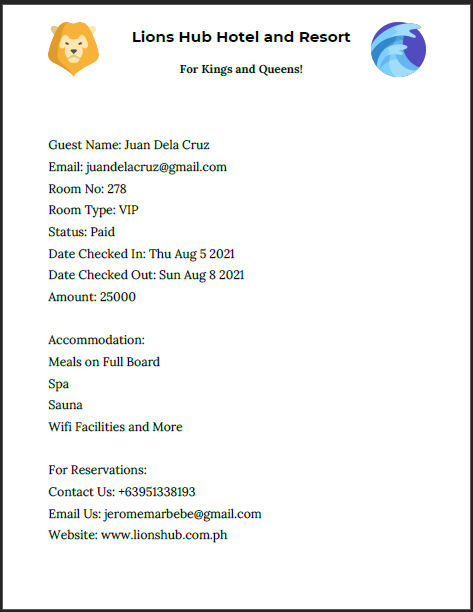 Lions Hub Hotel and Resort
For Kings and Queens!
Guest Name: Juan Dela Cruz
Email: juandelacruz@gmail.com
Room No: 278
Room Type: VIP
Status: Paid
Date Checked In: Thu Aug 5 2021
Date Checked Out: Sun Aug 8 2021
Amount: 25000
Accommodation:
Meals on Full Board
Spa
Sauna
Wifi Facilities and More
For Reservations:
Contact Us: +63951338193
Email Us: jeromemarbebe@gmail.com
Website: www.lionshub.com.ph